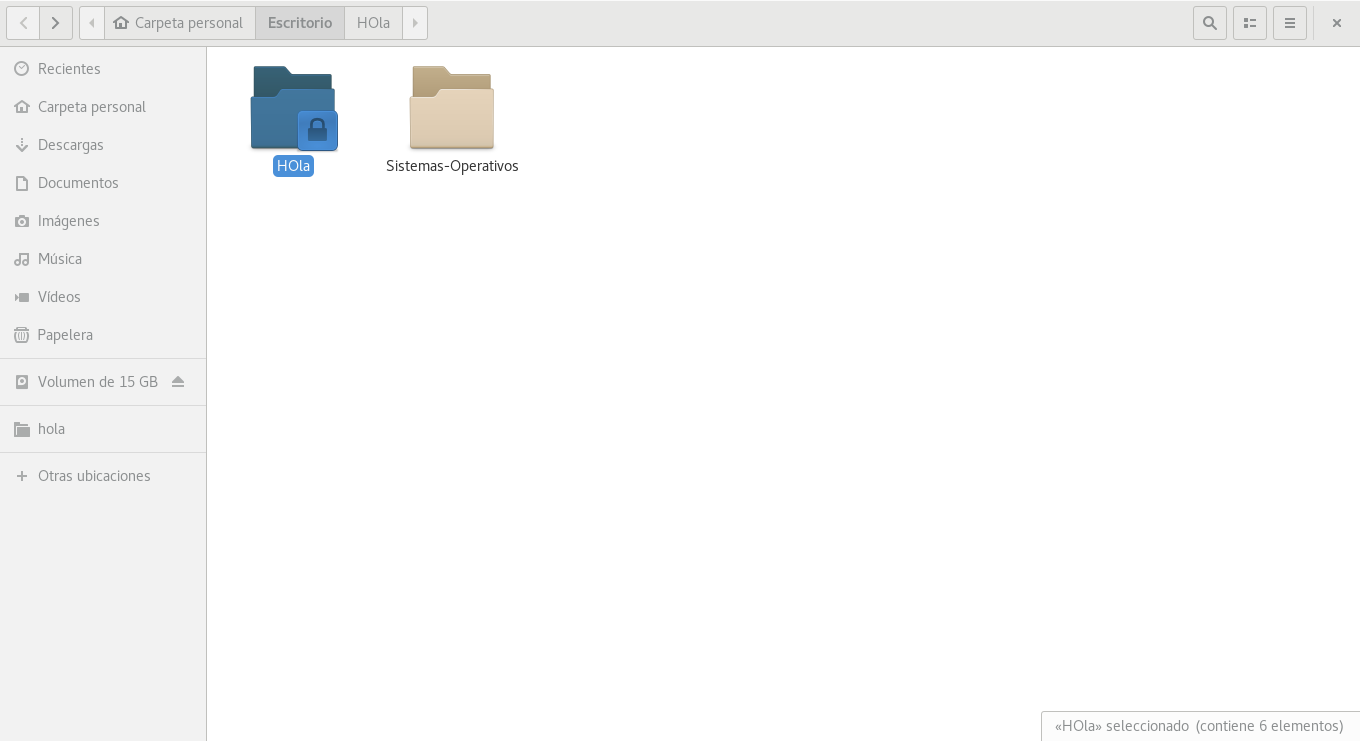 Carpeta personal Escritorio HOla
Recientes
Carpeta personal
Descargas
Documentos
Imágenes
Música
Vídeos
Papelera
Volumen de 15 GB
hola
Otras ubicaciones
HOla
Sistemas-Operativos
«HOla» seleccionado (contiene 6 elementos)